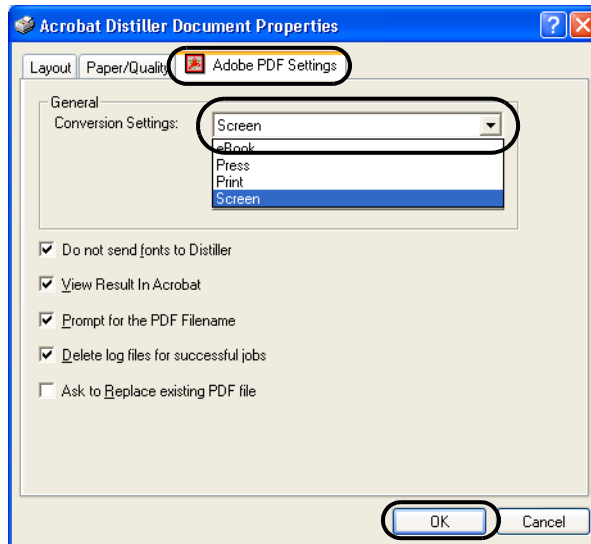 Acrobat Distiller Document Properties
Layout Paper/Quality Adobe PDF Settings
General
Conversion Settings: Screen
eBook
Press
Print
Screen
Do not send fonts to Distiller
View Result In Acrobat
Prompt for the PDF Filename
Delete log files for successful jobs
Ask to Replace existing PDF file
OK Cancel